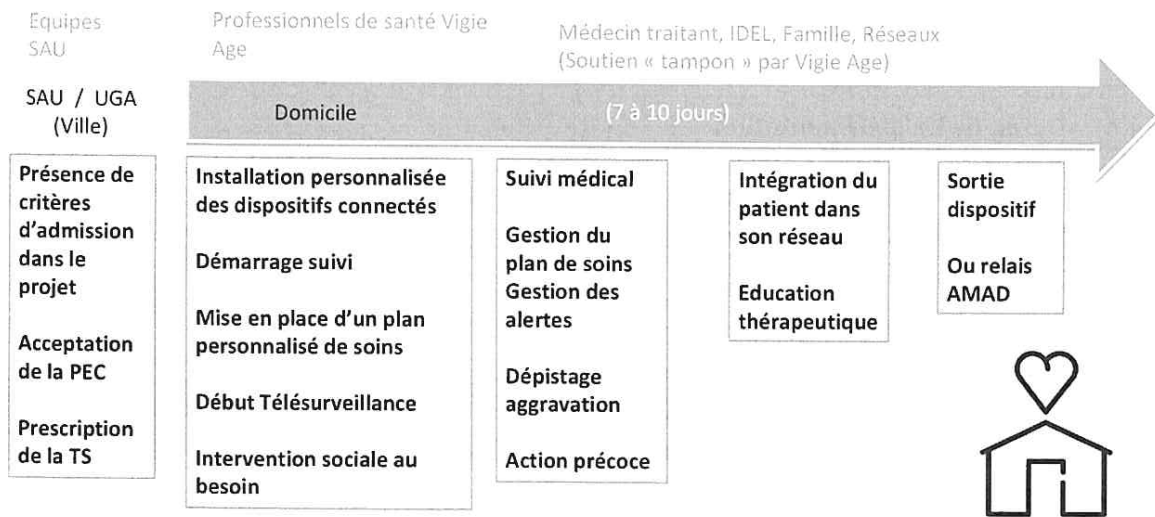 Equipes
SAU
Professionnels de santé Vigie
Age
Médecin traitant, IDEL, Famille, Réseaux
(Soutien « tampon » par Vigie Age)
SAU / UGA
(Ville)
Domicile
(7 à 10 jours)
Présence de
critères
d'admission
dans le
projet
Acceptation
de la PEC
Prescription
de la TS
Installation personnalisée
des dispositifs connectés
Démarrage suivi
Mise en place d'un plan
personnalisé de soins
Début Télésurveillance
Intervention sociale au
besoin
Suivi médical
Gestion du
plan de soins
Gestion des
alertes
Dépistage
aggravation
Action précoce
Intégration du
patient dans
son réseau
Education
thérapeutique
Sortie
dispositif
Ou relais
AMAD